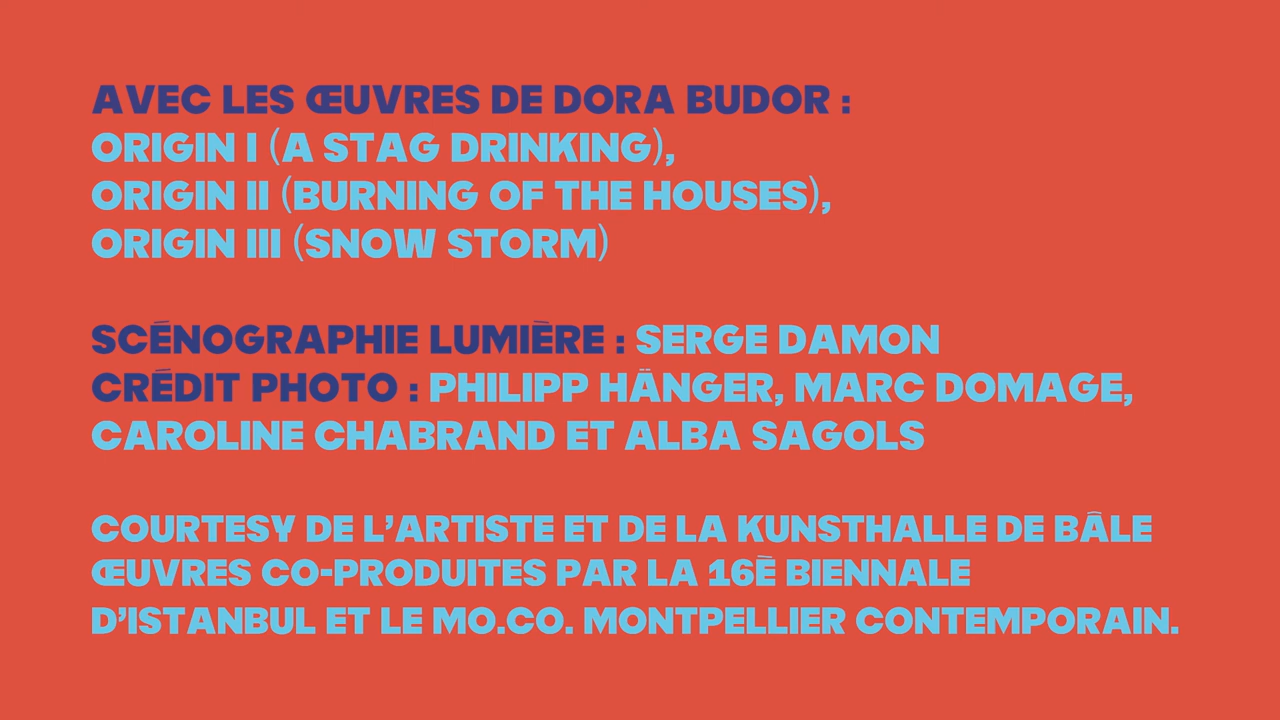 AVEC LES ŒUVRES DE DORA BUDOR :
ORIGIN I (A STAG DRINKING),
ORIGIN II (BURNING OF THE HOUSES),
ORIGIN III (SNOW STORM)
SCÉNOGRAPHIE LUMIÈRE : SERGE DAMON
CRÉDIT PHOTO : PHILIPP HÄNGER, MARC DOMAGE,
CAROLINE CHABRAND ET ALBA SAGOLS
COURTESY DE L’ARTISTE ET DE LA KUNSTHALLE DE BÂLE
ŒUVRES CO-PRODUITES PAR LA 16È BIENNALE
D’ISTANBUL ET LE MO.CO. MONTPELLIER CONTEMPORAIN.